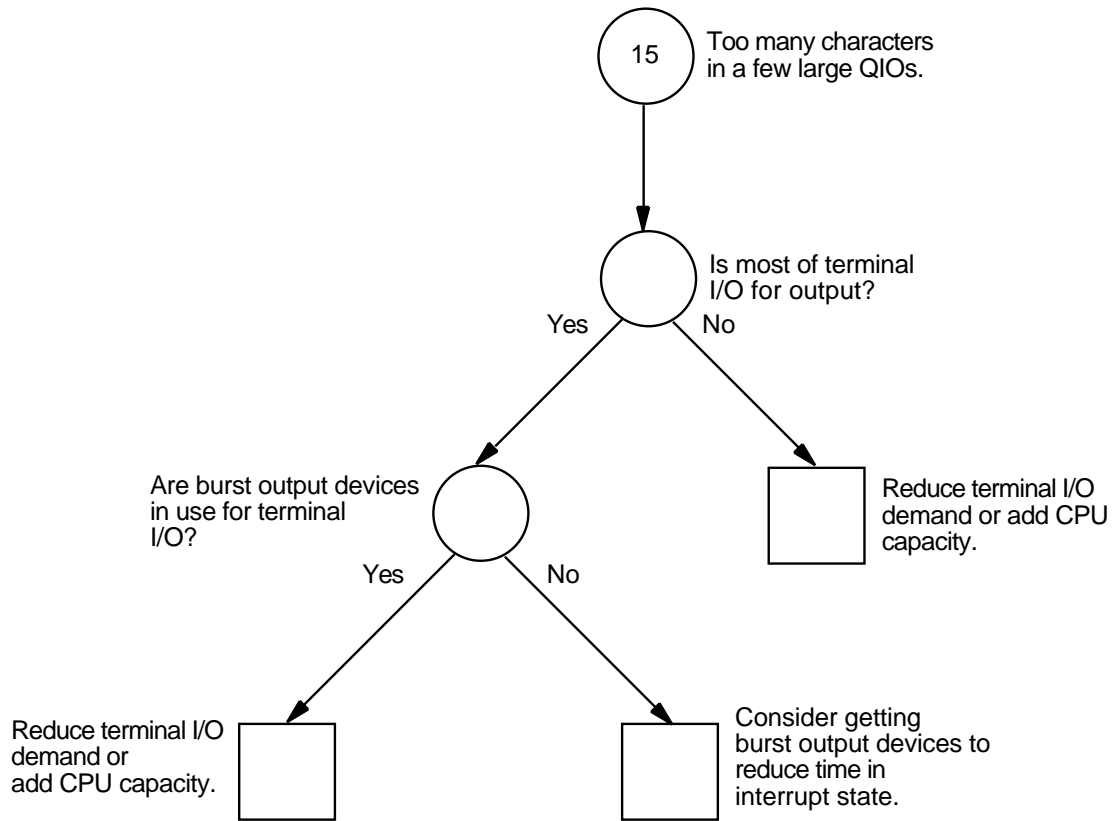 15
Too many characters
in a few large QIOs.
Is most of terminal
I/O for output?
Yes
No
Are burst output devices
in use for terminal
I/O?
Reduce terminal I/O
demand or add CPU
capacity.
Yes
No
Reduce terminal I/O
demand or
add CPU capacity.
Consider getting
burst output devices to
reduce time in
interrupt state.